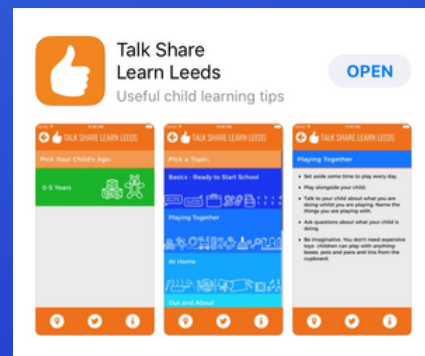 Talk Share
Learn Leeds
Useful child learning tips
OPEN
TALK SHARE LEARN LEEDS
Pick Your Child's Age:
0-5 Years
TALK SHARE LEARN LEEDS
Pick a Topic:
Basics - Ready to Start School
Playing Together
At Home
Out and About
TALK SHARE LEARN LEEDS
Playing Together
• Set aside some time to play every day.
• Play alongside your child.
• Talk to your child about what you are
doing whilst you are playing. Name the
things you are playing with.
• Ask questions about what your child is
doing.
• Be imaginative. You don't need expensive
toys- children can play with anything-
boxes, pots and pans and tins from the
cupboard.